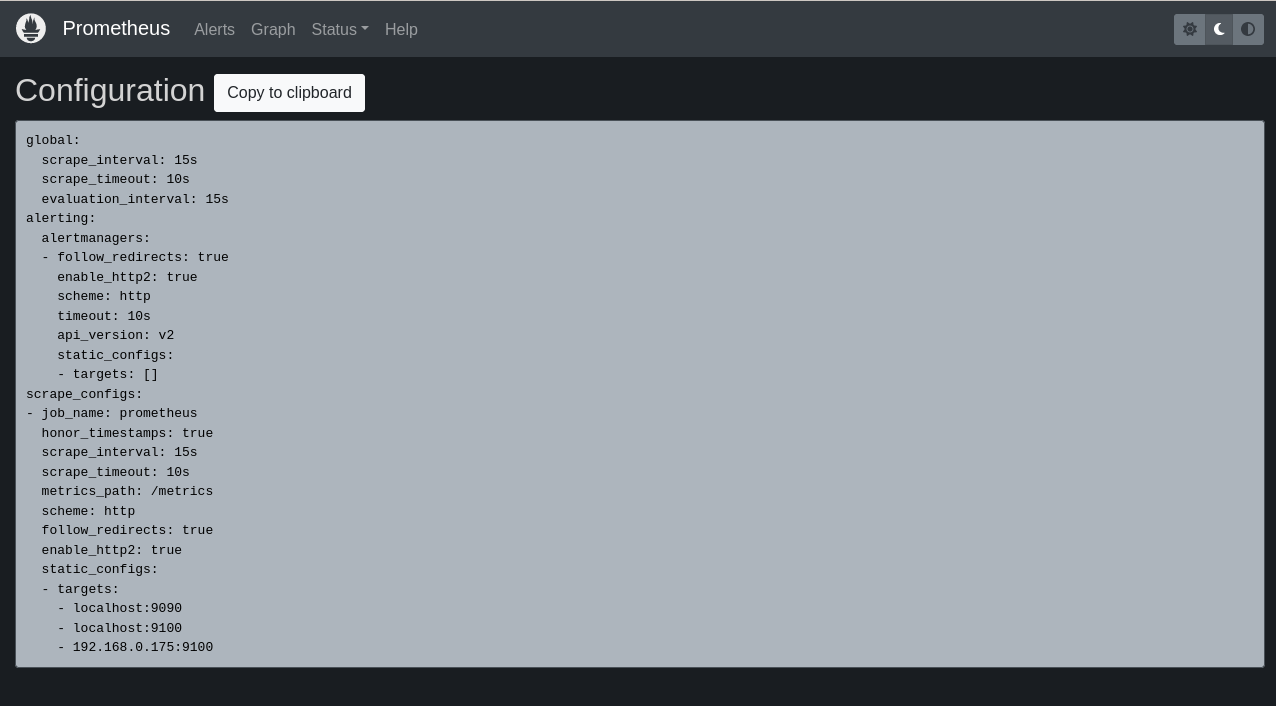 Prometheus Alerts Graph Status Help
Configuration Copy to clipboard
global:
  scrape_interval: 15s
  scrape_timeout: 10s
  evaluation_interval: 15s
alerting:
  alertmanagers:
  - follow_redirects: true
    enable_http2: true
    scheme: http
    timeout: 10s
    api_version: v2
    static_configs:
    - targets: []
scrape_configs:
- job_name: prometheus
  honor_timestamps: true
  scrape_interval: 15s
  scrape_timeout: 10s
  metrics_path: /metrics
  scheme: http
  follow_redirects: true
  enable_http2: true
  static_configs:
  - targets:
    - localhost:9090
    - localhost:9100
    - 192.168.0.175:9100